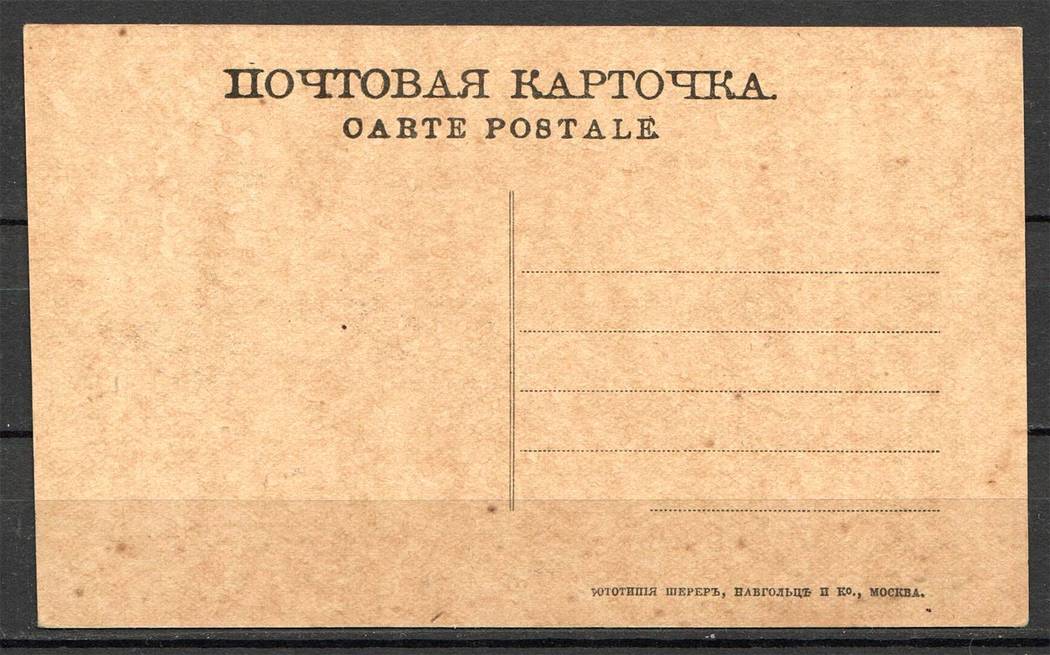 ПОЧТОВАЯ КАРТОЧКА.
CARTE POSTALE
ФОТОТИПІЯ ШЕРЕРЪ, НАБГОЛЬЦЪ И Ко., МОСКВА.